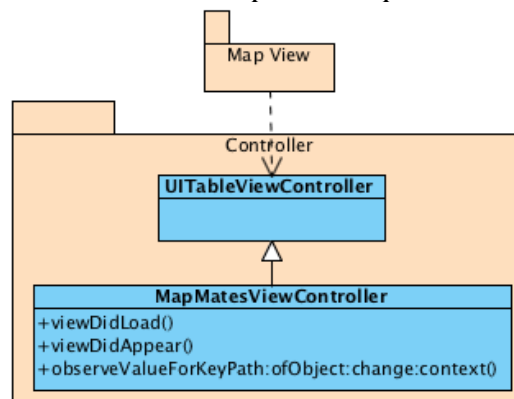 Map View
Controller
UITableViewController
MapMatesViewController
+viewDidLoad()
+viewDidAppear()
+observeValueForKeyPath:ofObject:change:context()